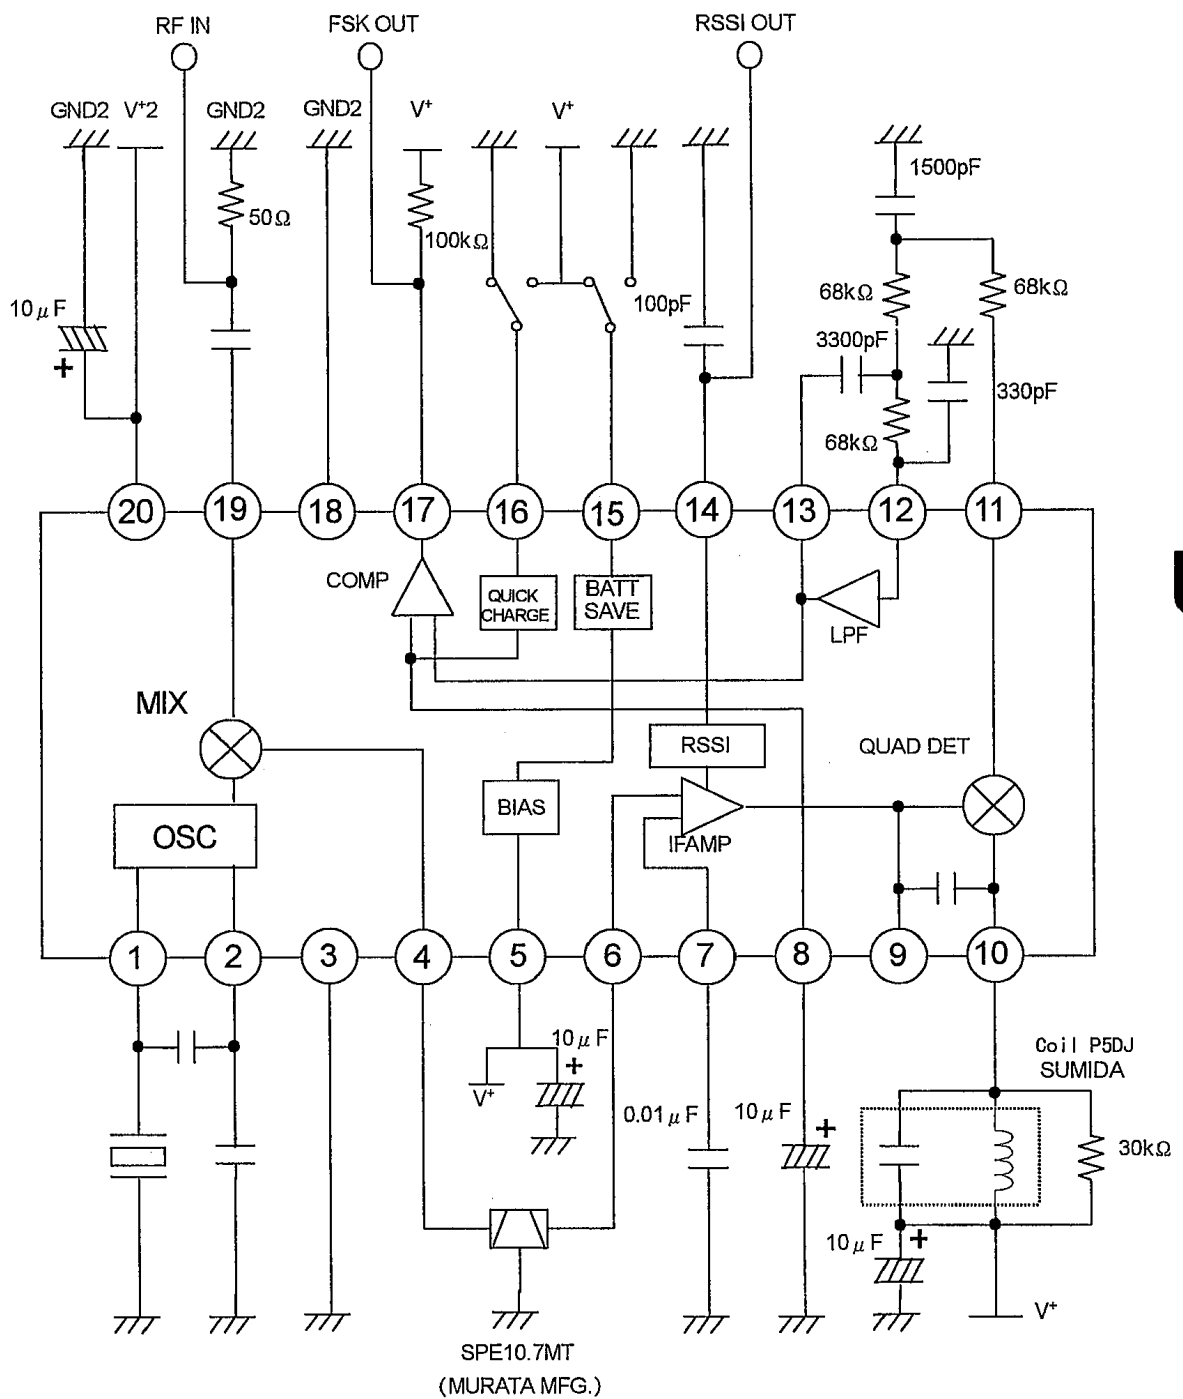 RF IN
FSK OUT
RSSI OUT
GND2
V+2
GND2
GND2
V+
V+
1500pF
50Ω
100kΩ
10μF
+
100pF
68kΩ
68kΩ
3300pF
330pF
68kΩ
20
19
18
17
16
15
14
13
12
11
COMP
QUICK
CHARGE
BATT
SAVE
LPF
MIX
RSSI
QUAD DET
OSC
BIAS
IFAMP
1
2
3
4
5
6
7
8
9
10
10μF
+
V+
0.01μF
10μF
+
Coil P5DJ
SUMIDA
30kΩ
10μF
+
V+
SPE10.7MT
(MURATA MFG.)